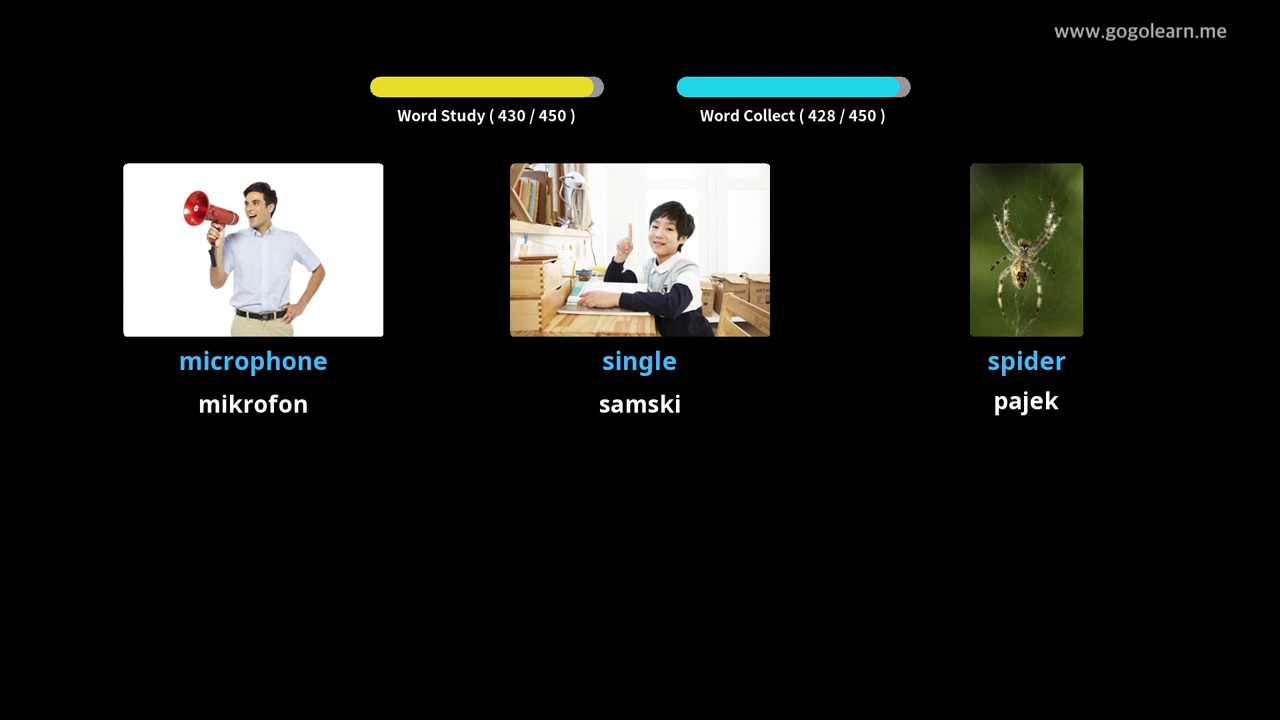 www.gogolearn.me
Word Study ( 430 / 450 )
Word Collect ( 428 / 450 )
microphone
mikrofon
single
samski
spider
pajek